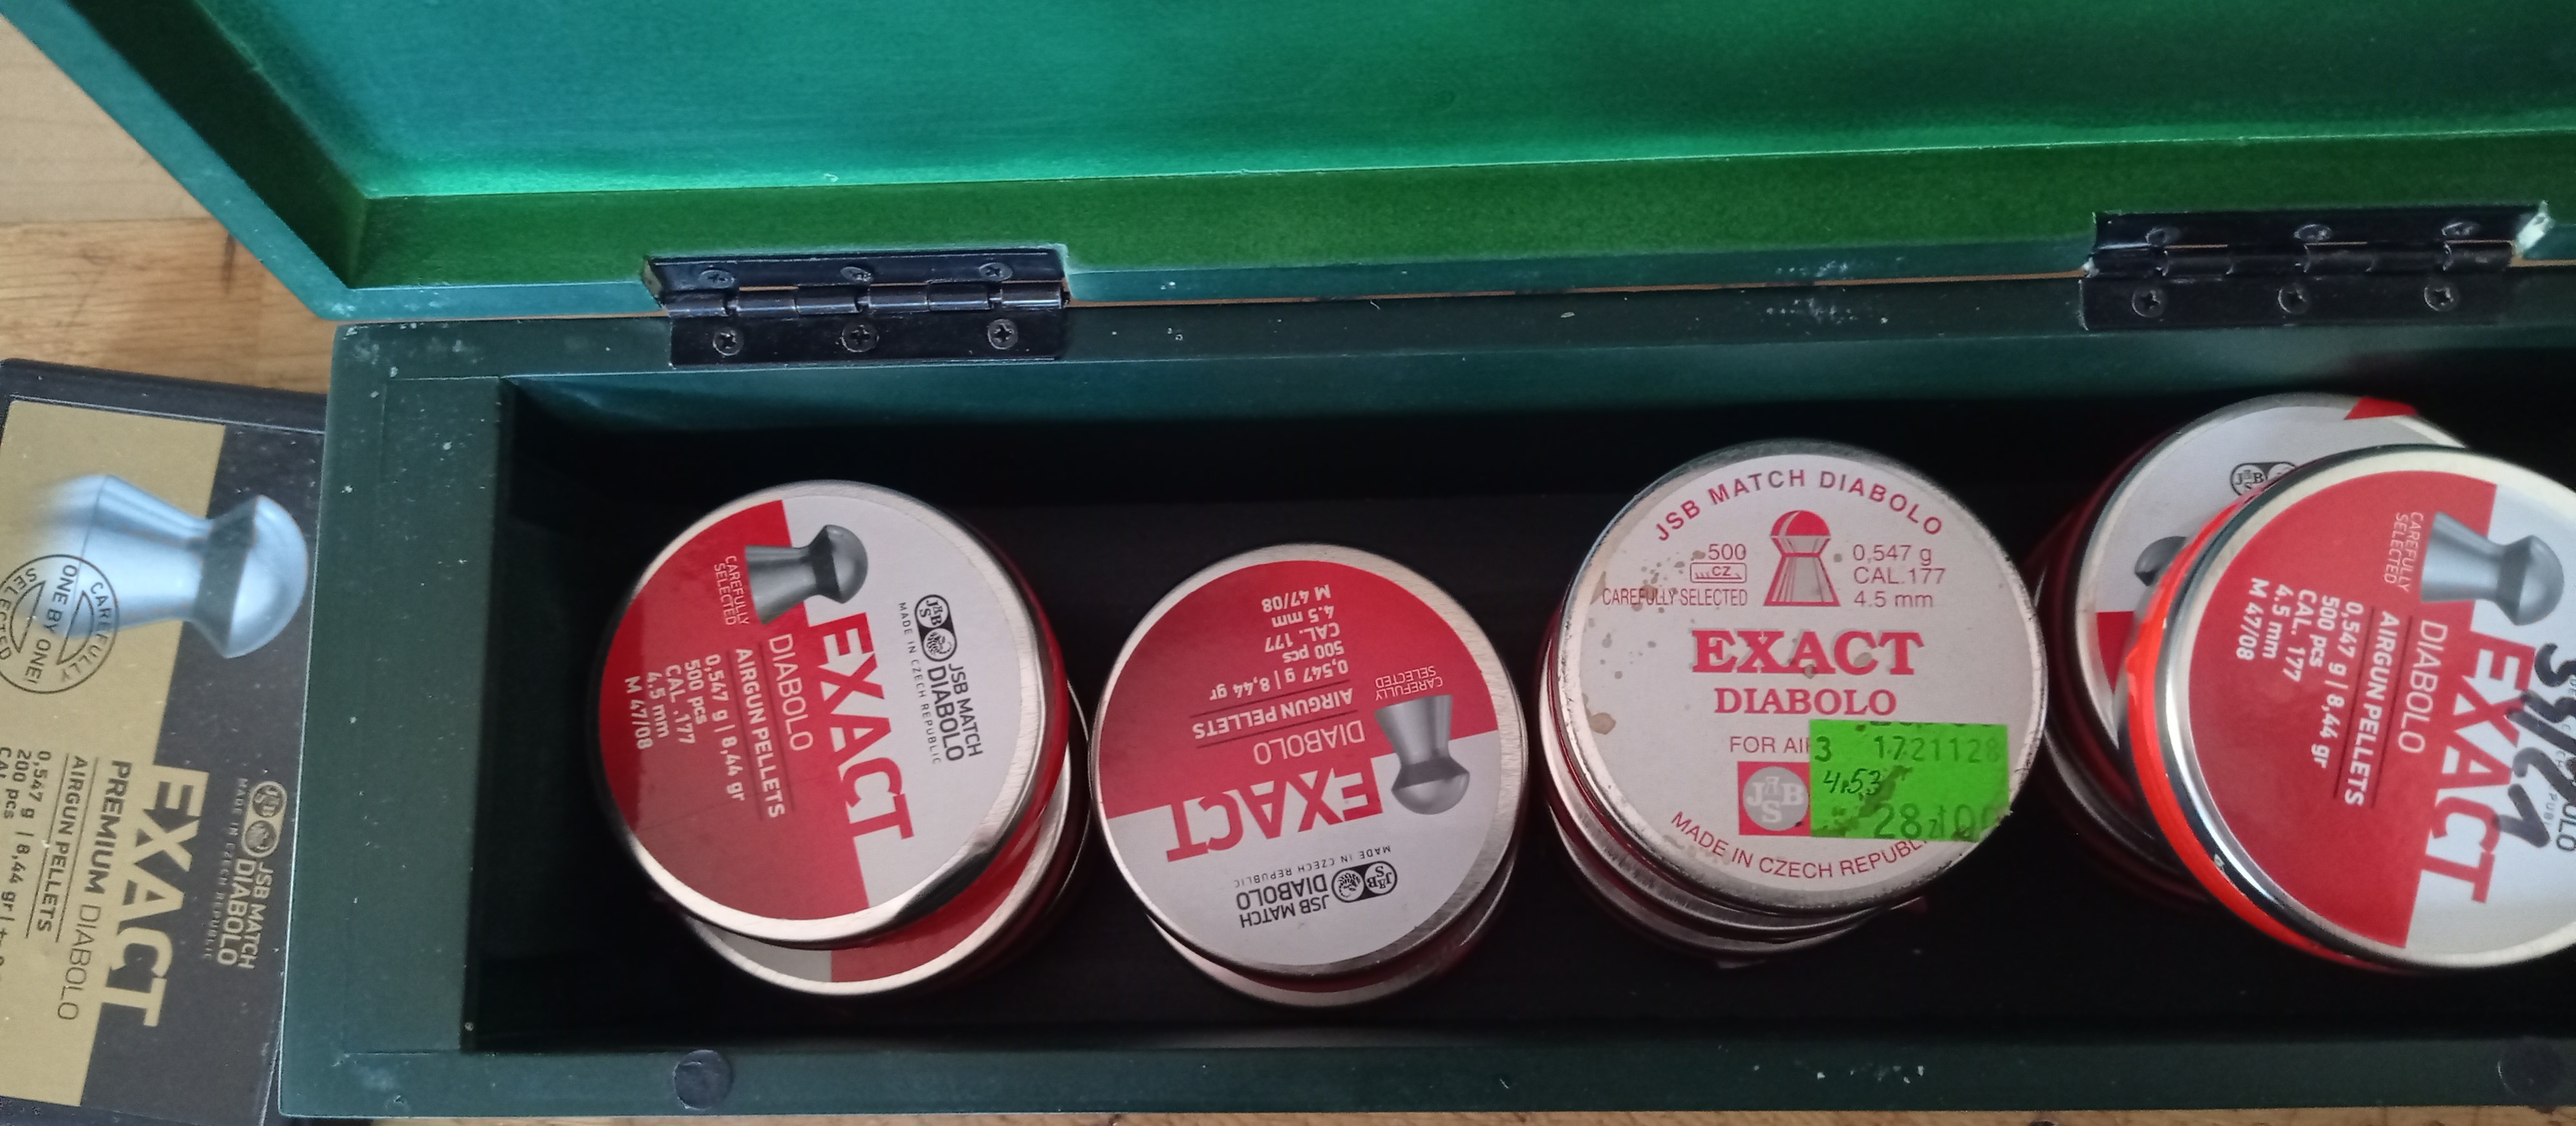 CAREFULLY
ONE BY ONE!
SELECTED
JSB MATCH
DIABOLO
MADE IN CZECH REPUBLIC
EXACT
PREMIUM DIABOLO
AIRGUN PELLETS
0,547 g | 8,44 gr |
200 pcs
JSB MATCH
DIABOLO
MADE IN CZECH REPUBLIC
EXACT
DIABOLO
CAREFULLY
SELECTED
AIRGUN PELLETS
0,547 g | 8,44 gr
500 pcs
CAL .177
4,5 mm
M 47/08
JSB MATCH
DIABOLO
MADE IN CZECH REPUBLIC
EXACT
DIABOLO
CAREFULLY
SELECTED
AIRGUN PELLETS
0,547 g | 8,44 gr
500 pcs
CAL. 177
4.5 mm
M 47/08
JSB MATCH DIABOLO
500
CZ
CAREFULLY SELECTED
0,547 g
CAL.177
4.5 mm
EXACT
DIABOLO
FOR AIR
JSB
MADE IN CZECH REPUBL
3 1721128
4.53
28
JSB
EXACT
DIABOLO
CAREFULLY
SELECTED
AIRGUN PELLETS
0,547 g | 8,44 gr
500 pcs
CAL. 177
4.5 mm
M 47/08